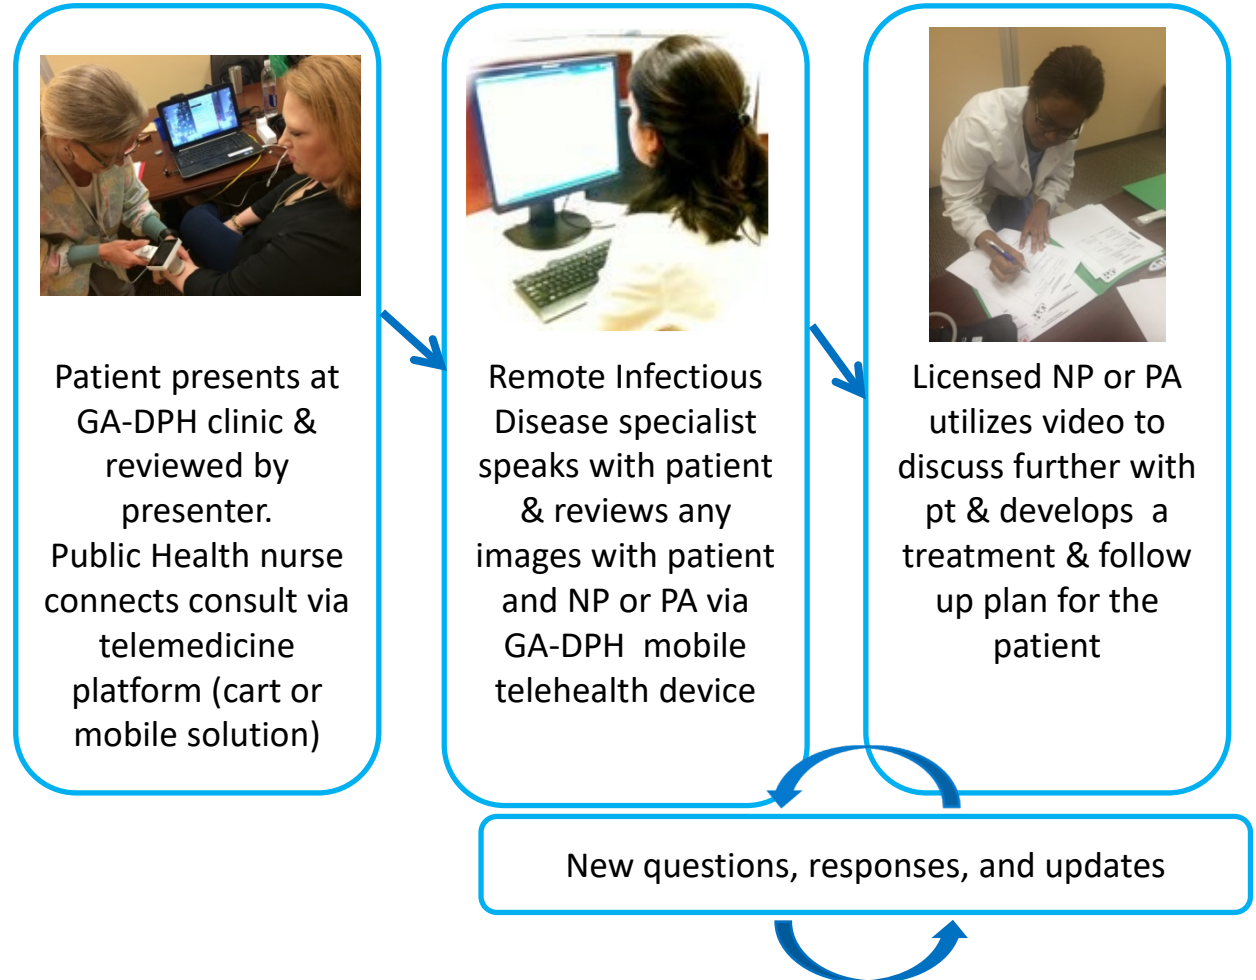 Patient presents at
GA-DPH clinic &
reviewed by
presenter.
Public Health nurse
connects consult via
telemedicine
platform (cart or
mobile solution)
Remote Infectious
Disease specialist
speaks with patient
& reviews any
images with patient
and NP or PA via
GA-DPH  mobile
telehealth device
Licensed NP or PA
utilizes video to
discuss further with
pt & develops  a
treatment & follow
up plan for the
patient
New questions, responses, and updates